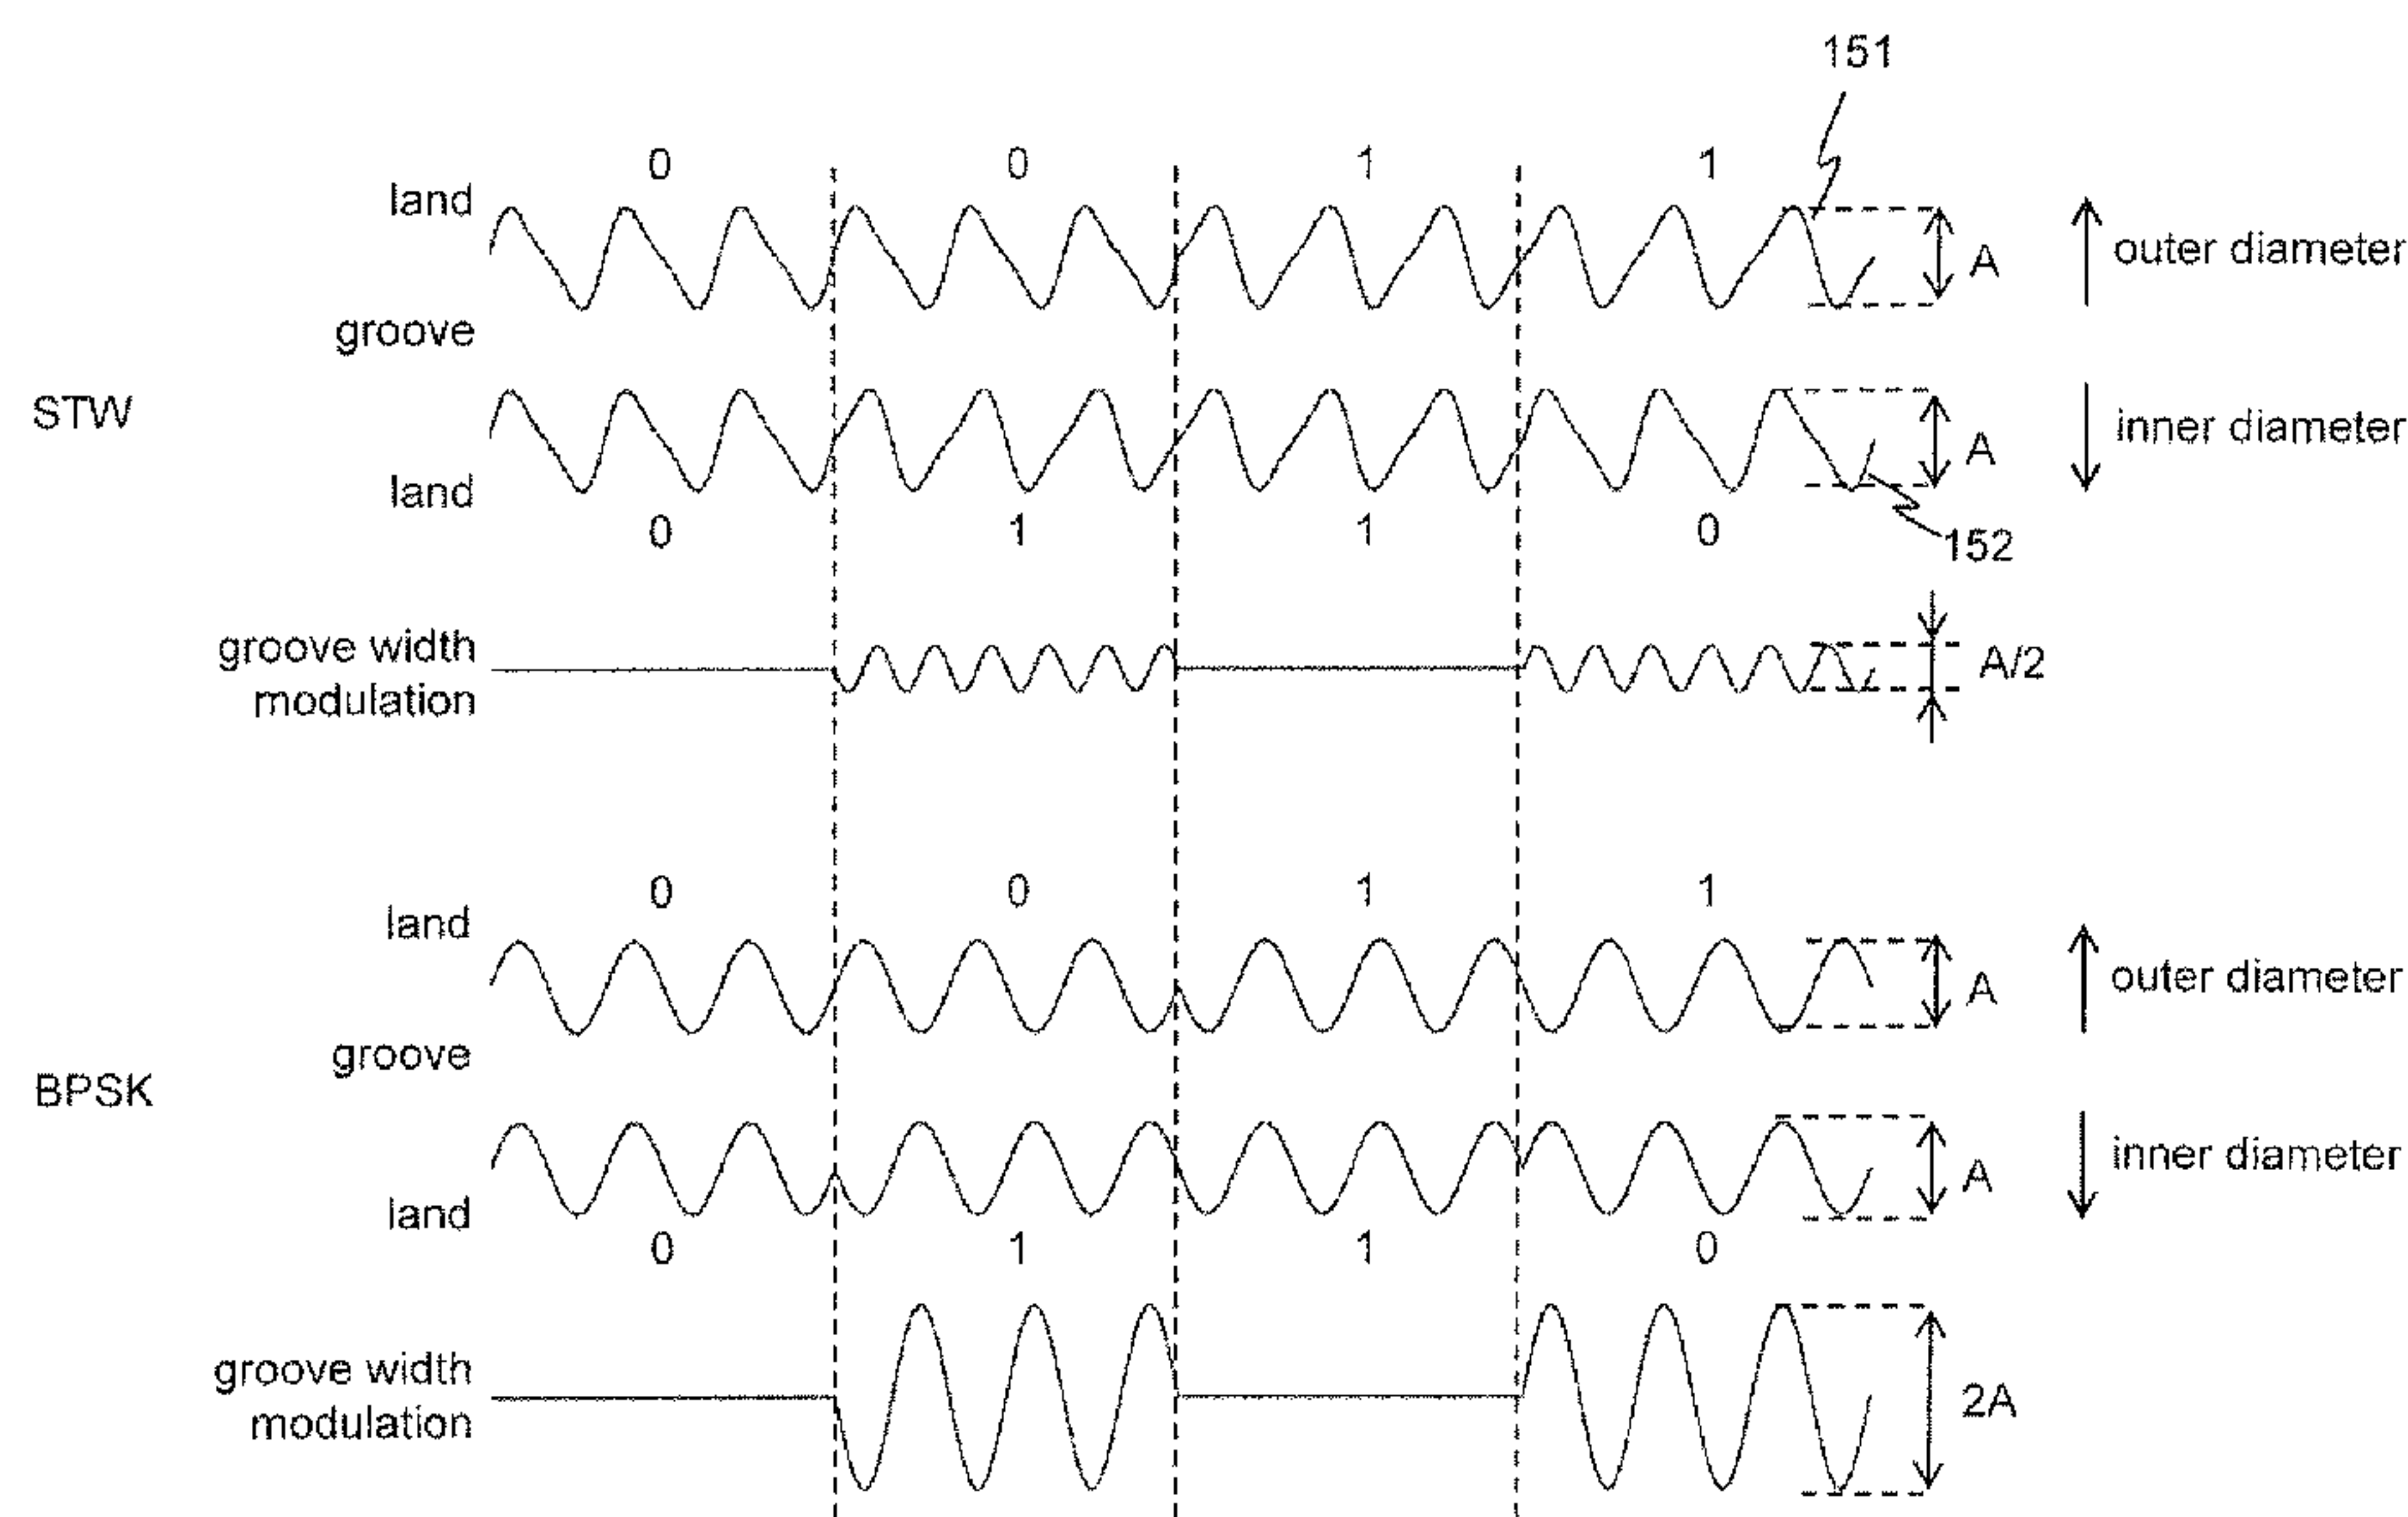 151
0 0 1 1
land
A
outer diameter
groove
STW
A
inner diameter
land
0 1 1 0
152
groove width
modulation
A/2
0 0 1 1
land
A
outer diameter
groove
BPSK
A
inner diameter
land
0 1 1 0
groove width
modulation
2A